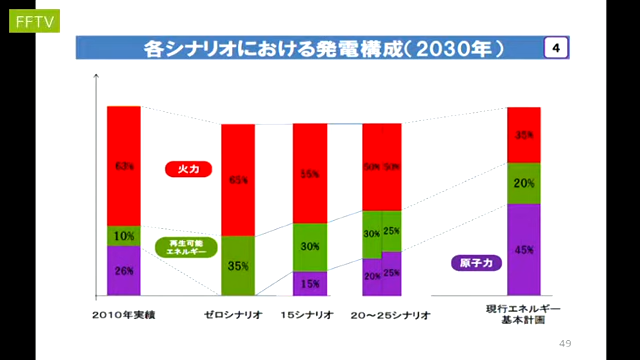 FFTV
各シナリオにおける発電構成(2030年)
4
63%
10%
26%
火力
再生可能
エネルギー
65%
35%
55%
30%
15%
50%
50%
30%
25%
20%
25%
35%
20%
45%
原子力
2010年実績
ゼロシナリオ
15シナリオ
20～25シナリオ
現行エネルギー
基本計画
49